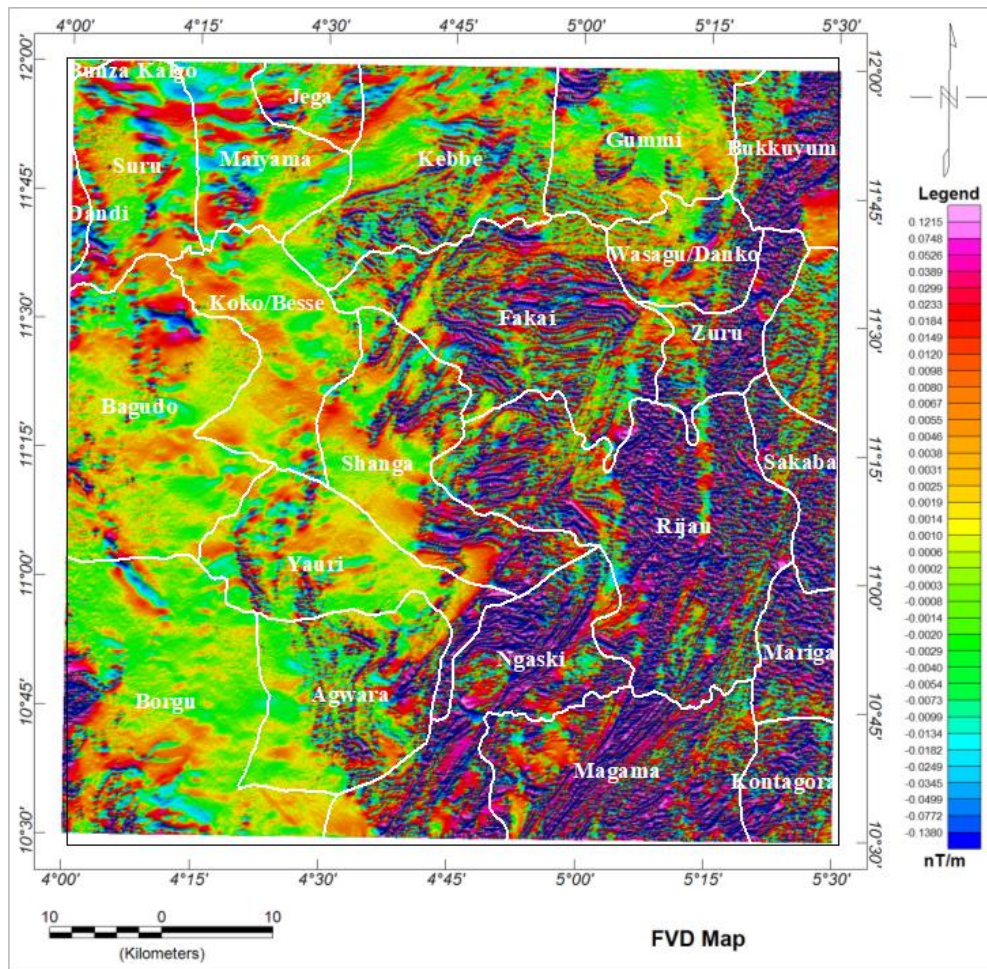 4°00' 4°15' 4°30' 4°45' 5°00' 5°15' 5°30'
12°00' 12°00'
Bunza Kalgo
Jega
Gummi
Suru Maiyama Kebbe Bukkuyum
11°45' 11°45'
Dandi
Wasagu/Danko
Koko/Besse
11°30' Fakai Zuru 11°30'
Bagudo
11°15' Shanga Sakaba 11°15'
Rijau
Yauri
11°00' 11°00'
Ngaski Mariga
Borgu Agwara
10°45' 10°45'
Magama Kontagora
10°30' 10°30'
4°00' 4°15' 4°30' 4°45' 5°00' 5°15' 5°30'
N
Legend
0.1215
0.0748
0.0526
0.0389
0.0299
0.0233
0.0184
0.0149
0.0120
0.0098
0.0080
0.0067
0.0055
0.0046
0.0038
0.0031
0.0025
0.0019
0.0014
0.0010
0.0006
0.0002
-0.0003
-0.0008
-0.0014
-0.0020
-0.0029
-0.0040
-0.0054
-0.0073
-0.0099
-0.0134
-0.0182
-0.0249
-0.0345
-0.0499
-0.0772
-0.1380
nT/m
10 0 10
(Kilometers)
FVD Map